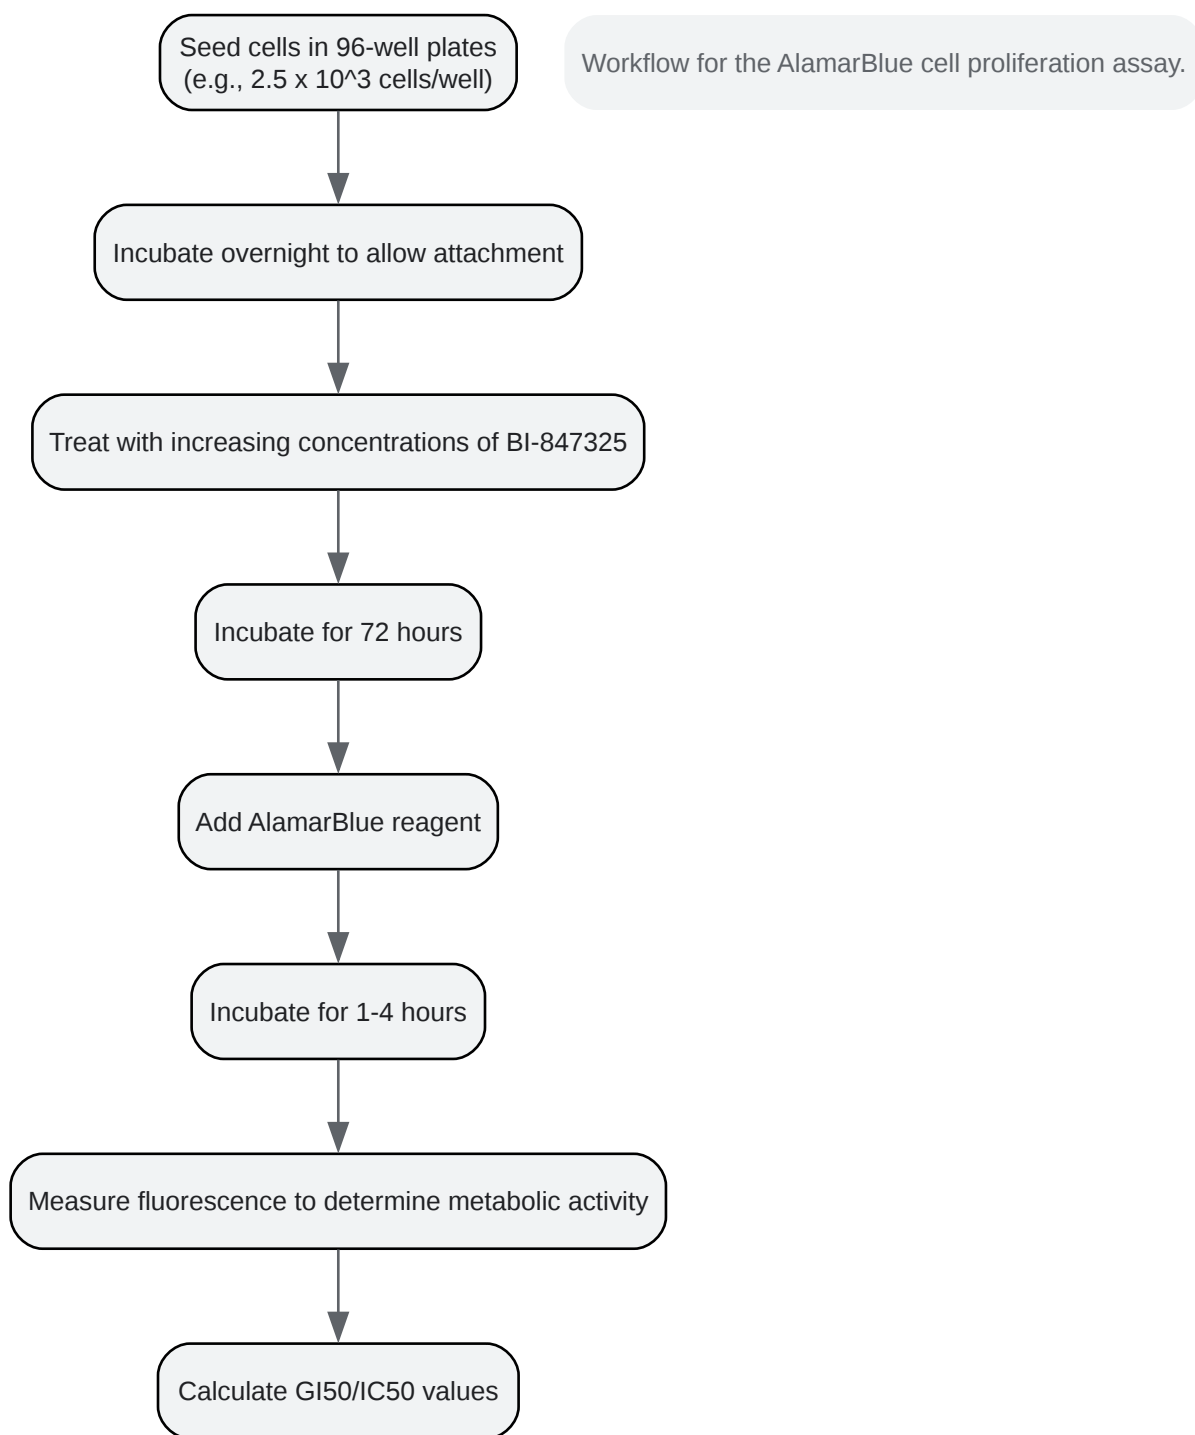 Seed cells in 96-well plates
(e.g., 2.5 x 10^3 cells/well)
Workflow for the AlamarBlue cell proliferation assay.
Incubate overnight to allow attachment
Treat with increasing concentrations of BI-847325
Incubate for 72 hours
Add AlamarBlue reagent
Incubate for 1-4 hours
Measure fluorescence to determine metabolic activity
Calculate GI50/IC50 values